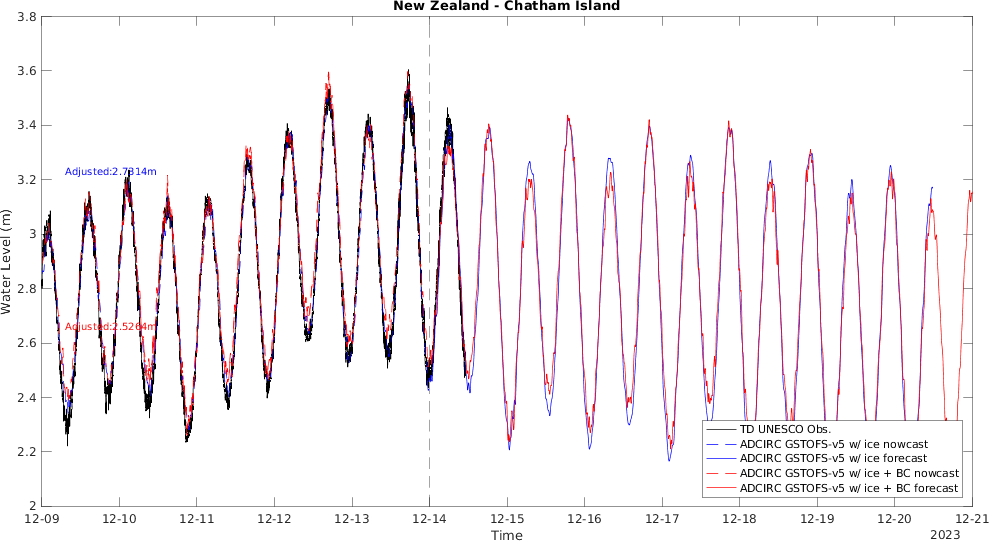 New Zealand - Chatham Island
3.8
3.6
3.4
3.2
3
2.8
2.6
2.4
2.2
2
Water Level (m)
Adjusted:2.7314m
Adjusted:2.5264m
TD UNESCO Obs.
ADCIRC GSTOFS-v5 w/ ice nowcast
ADCIRC GSTOFS-v5 w/ ice forecast
ADCIRC GSTOFS-v5 w/ ice + BC nowcast
ADCIRC GSTOFS-v5 w/ ice + BC forecast
12-09 12-10 12-11 12-12 12-13 12-14 12-15 12-16 12-17 12-18 12-19 12-20 12-21
Time
2023